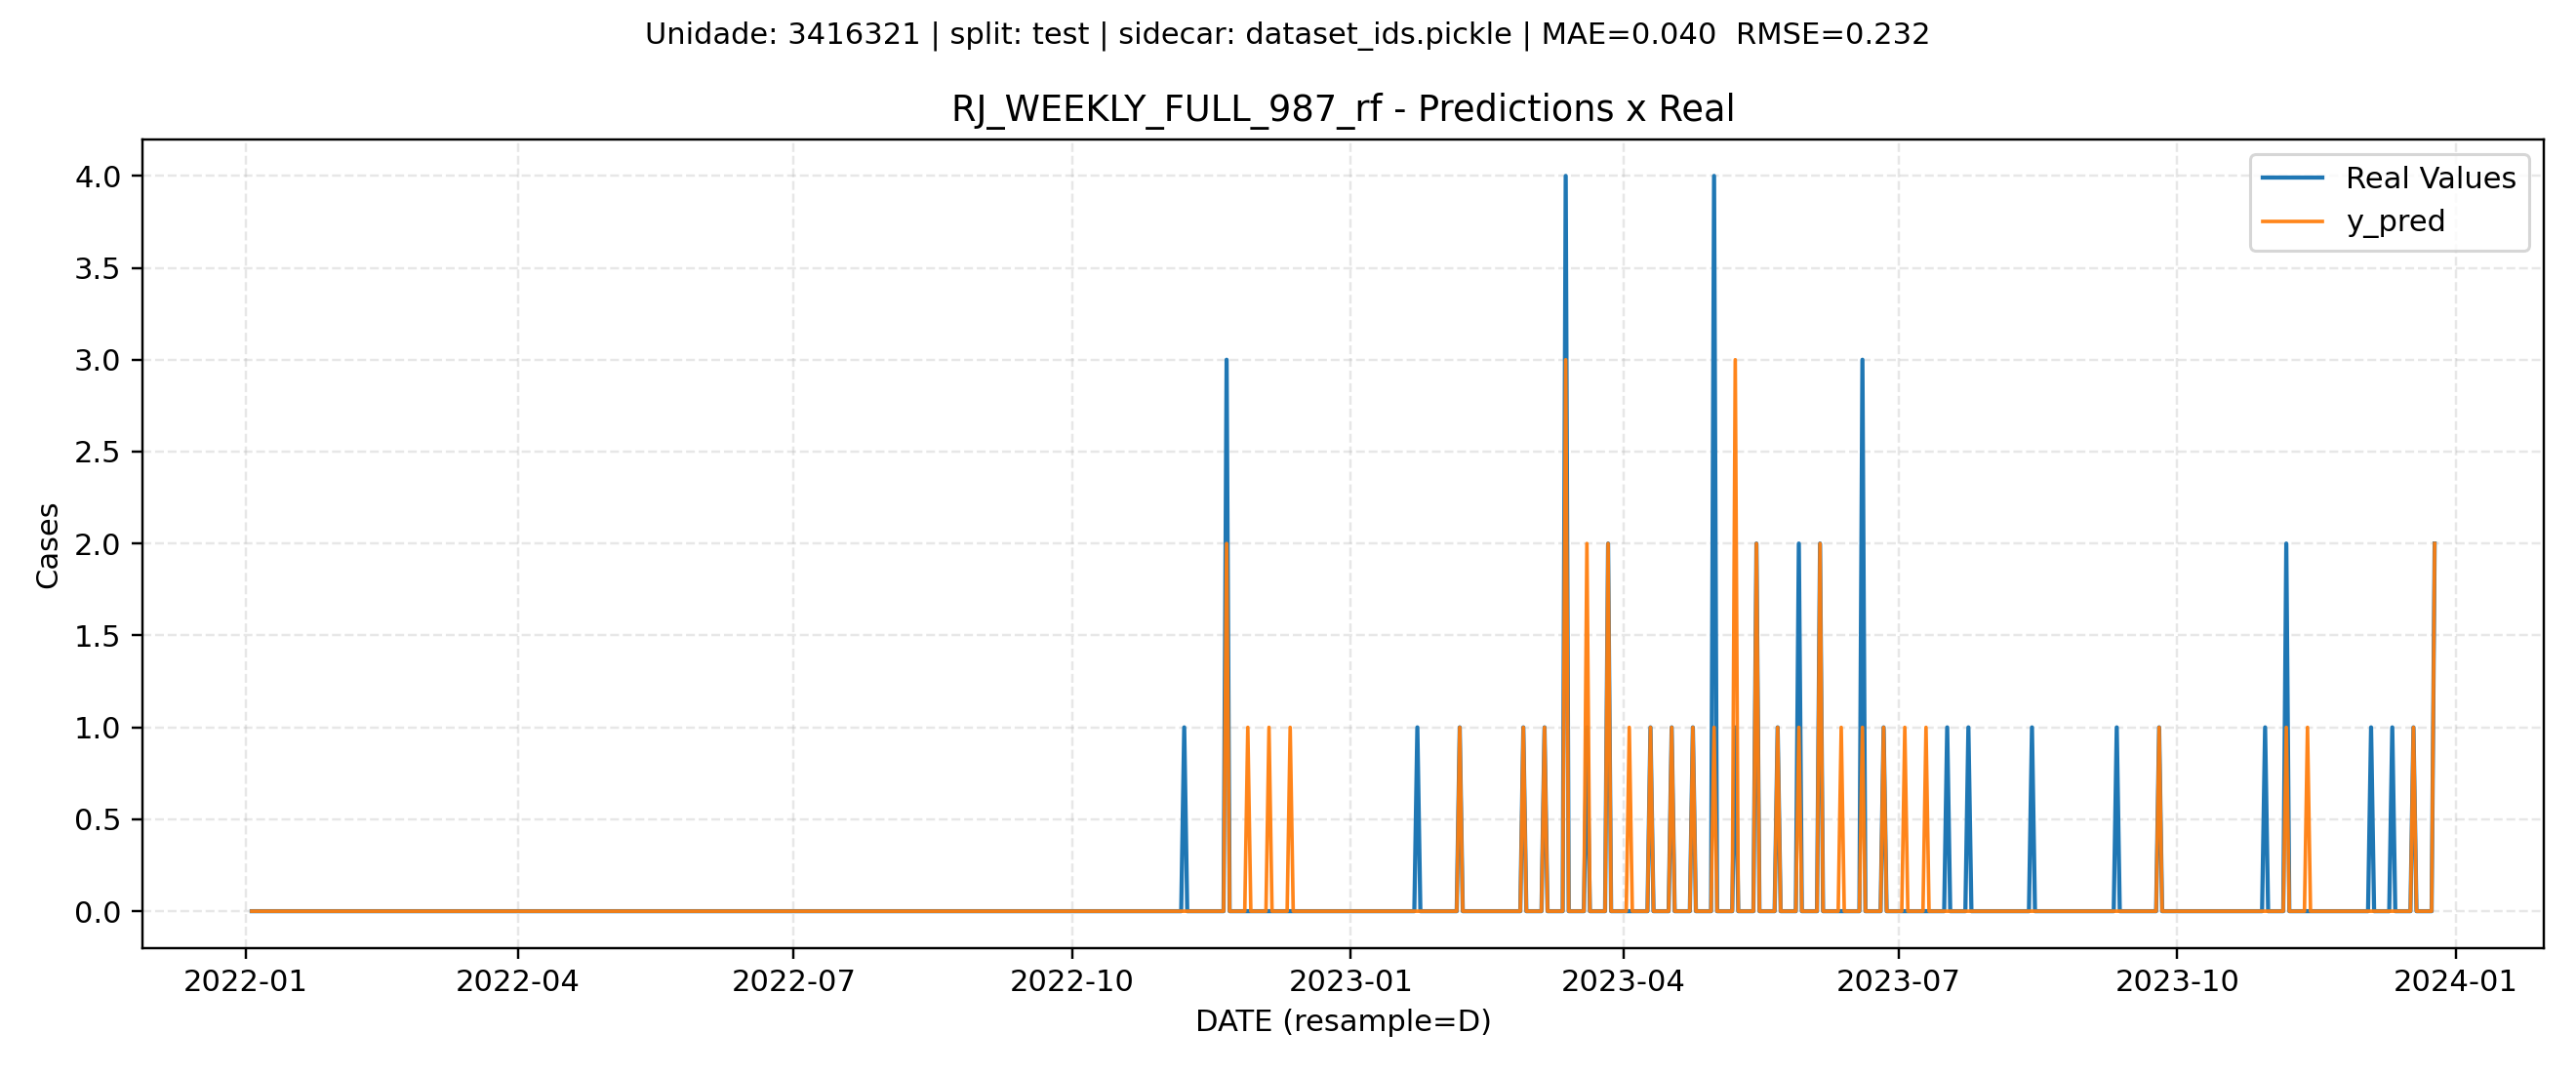 Unidade: 3416321 | split: test | sidecar: dataset_ids.pickle | MAE=0.040  RMSE=0.232
RJ_WEEKLY_FULL_987_rf - Predictions x Real
Real Values
y_pred
4.0
3.5
3.0
2.5
2.0
1.5
1.0
0.5
0.0
Cases
2022-01 2022-04 2022-07 2022-10 2023-01 2023-04 2023-07 2023-10 2024-01
DATE (resample=D)